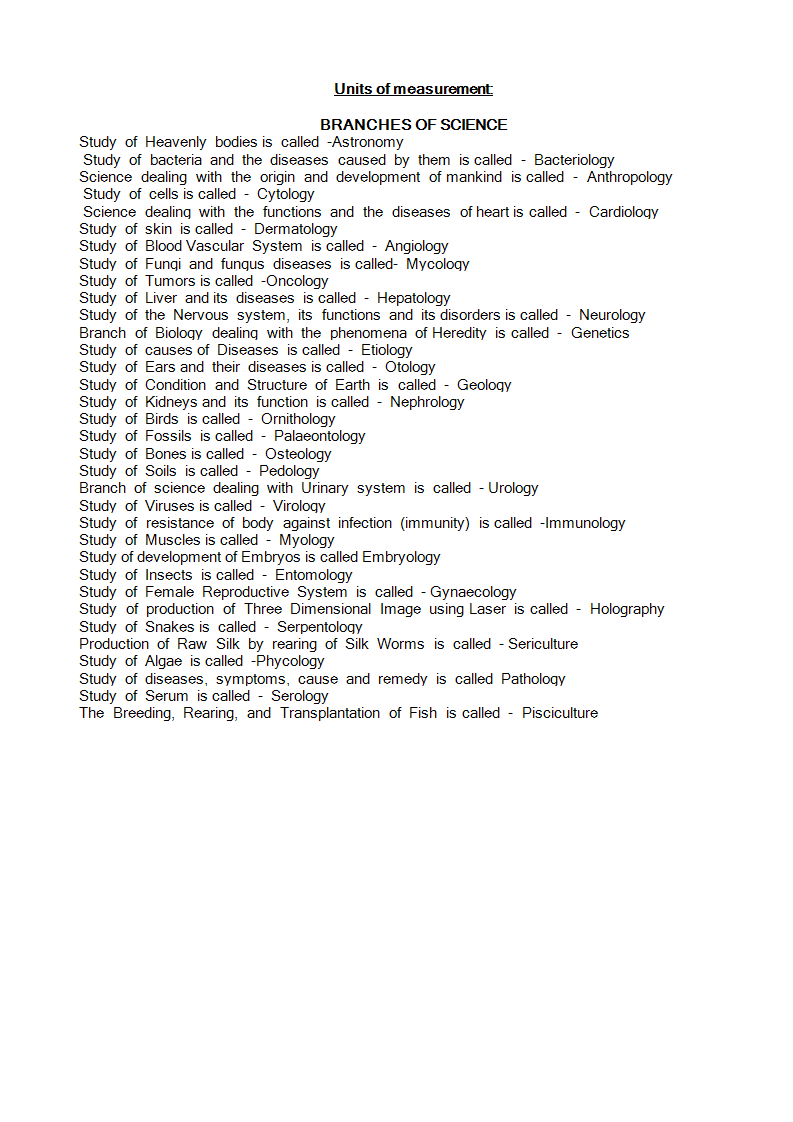 Units of measurement:
BRANCHES OF SCIENCE
Study of Heavenly bodies is called -Astronomy
Study of bacteria and the diseases caused by them is called - Bacteriology
Science dealing with the origin and development of mankind is called - Anthropology
Study of cells is called - Cytology
Science dealing with the functions and the diseases of heart is called - Cardiology
Study of skin is called - Dermatology
Study of Blood Vascular System is called - Angiology
Study of Fungi and fungus diseases is called- Mycology
Study of Tumors is called -Oncology
Study of Liver and its diseases is called - Hepatology
Study of the Nervous system, its functions and its disorders is called - Neurology
Branch of Biology dealing with the phenomena of Heredity is called - Genetics
Study of causes of Diseases is called - Etiology
Study of Ears and their diseases is called - Otology
Study of Condition and Structure of Earth is called - Geology
Study of Kidneys and its function is called - Nephrology
Study of Birds is called - Ornithology
Study of Fossils is called - Palaeontology
Study of Bones is called - Osteology
Study of Soils is called - Pedology
Branch of science dealing with Urinary system is called - Urology
Study of Viruses is called - Virology
Study of resistance of body against infection (immunity) is called -Immunology
Study of Muscles is called - Myology
Study of development of Embryos is called Embryology
Study of Insects is called - Entomology
Study of Female Reproductive System is called - Gynaecology
Study of production of Three Dimensional Image using Laser is called - Holography
Study of Snakes is called - Serpentology
Production of Raw Silk by rearing of Silk Worms is called - Sericulture
Study of Algae is called -Phycology
Study of diseases, symptoms, cause and remedy is called Pathology
Study of Serum is called - Serology
The Breeding, Rearing, and Transplantation of Fish is called - Pisciculture